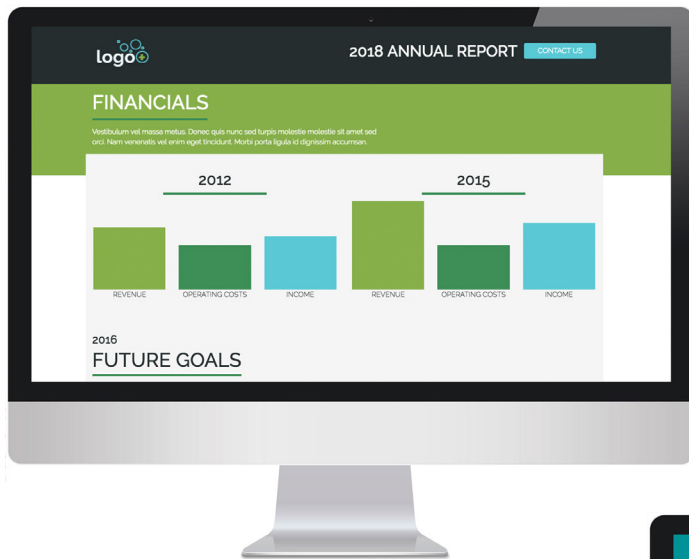 logo
2018 ANNUAL REPORT
CONTACT US
FINANCIALS
Vestibulum vel massa metus. Donec quis nunc sed turpis molestie molestie sit amet sed
orci. Nam venenatis vel enim eget tincidunt. Morbi porta ligula id dignissim accumsan.
2012
2015
REVENUE
OPERATING COSTS
INCOME
REVENUE
OPERATING COSTS
INCOME
2016
FUTURE GOALS